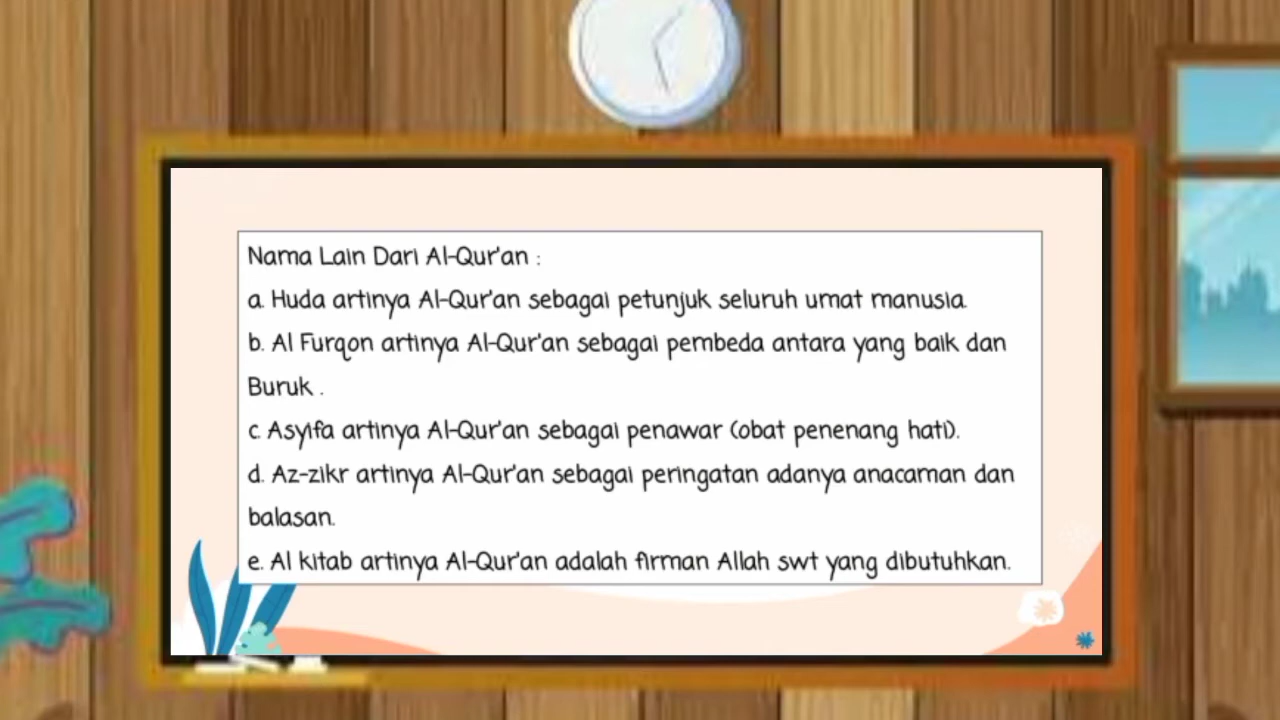 Nama Lain Dari Al-Qur'an :
a. Huda artinya Al-Qur'an sebagai petunjuk seluruh umat manusia.
b. Al Furqon artinya Al-Qur'an sebagai pembeda antara yang baik dan
Buruk .
c. Asyifa artinya Al-Qur'an sebagai penawar (obat penenang hati).
d. Az-zikr artinya Al-Qur'an sebagai peringatan adanya anacaman dan
balasan.
e. Al kitab artinya Al-Qur'an adalah firman Allah swt yang dibutuhkan.